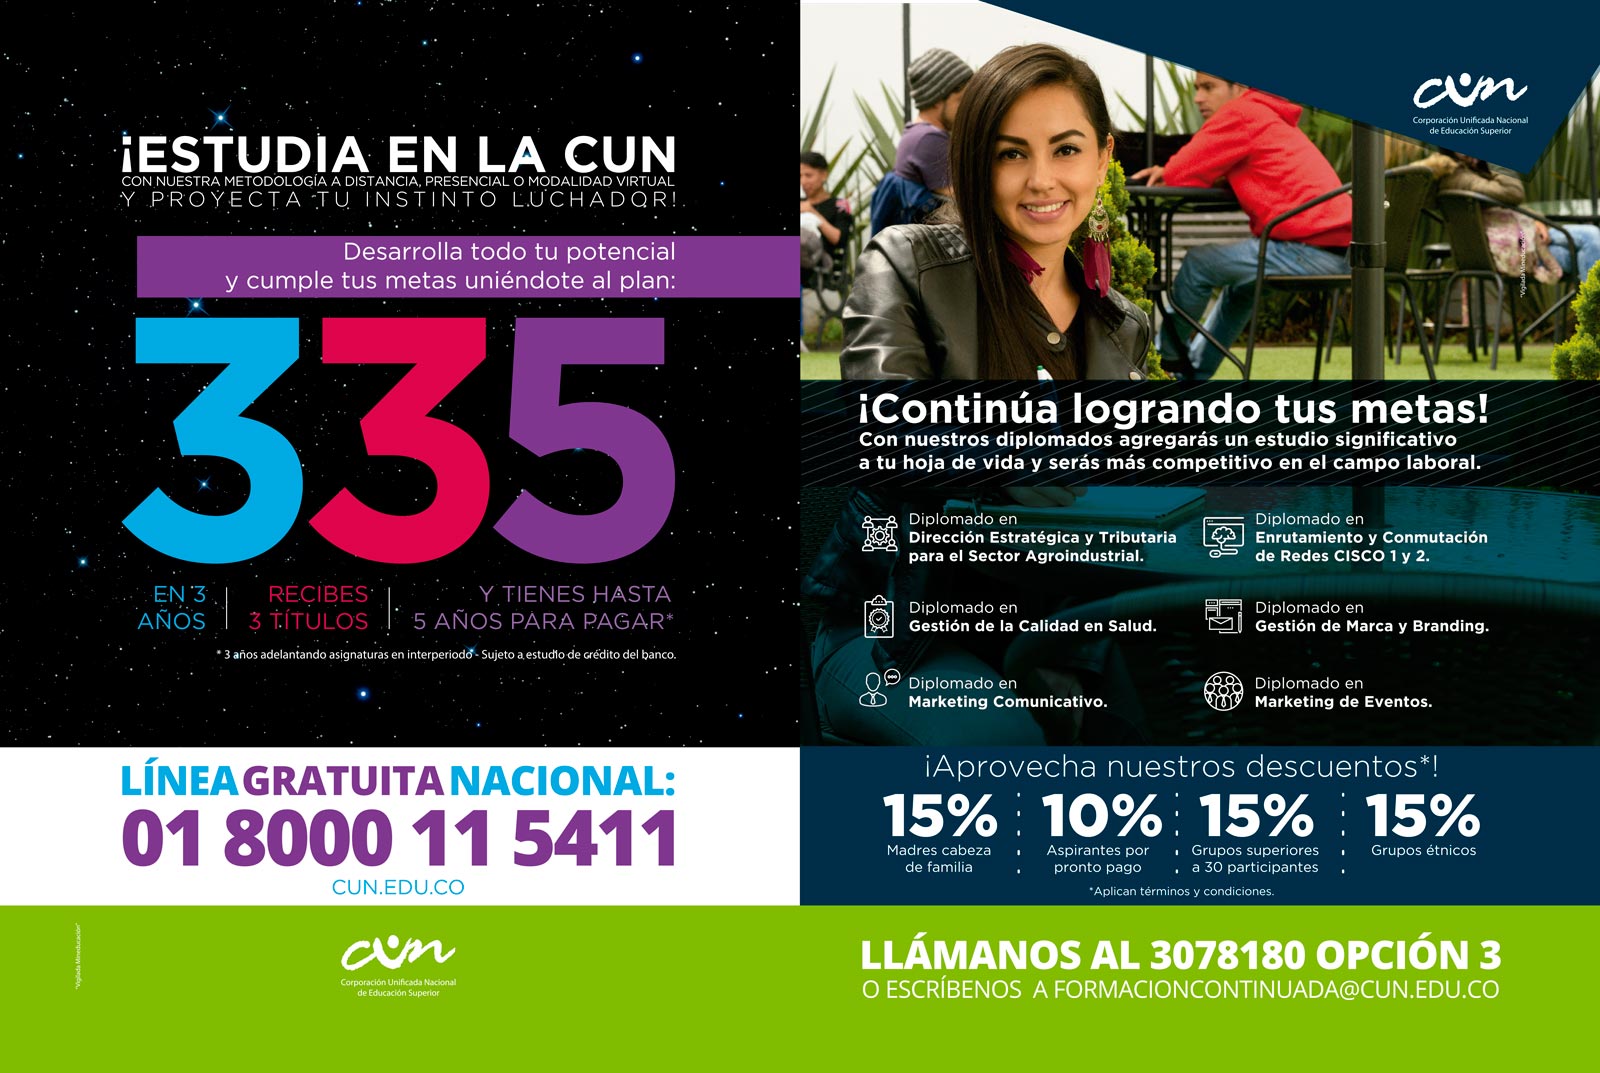 ¡ESTUDIA EN LA CUN
CON NUESTRA METODOLOGÍA A DISTANCIA, PRESENCIAL O MODALIDAD VIRTUAL
Y PROYECTA TU INSTINTO LUCHADOR!
Desarrolla todo tu potencial
y cumple tus metas uniéndote al plan:
335
EN 3
AÑOS
RECIBES
3 TÍTULOS
Y TIENES HASTA
5 AÑOS PARA PAGAR*
* 3 años adelantando asignaturas en interperiodo - Sujeto a estudio de crédito del banco.
LÍNEA GRATUITA NACIONAL:
01 8000 11 5411
CUN.EDU.CO
"Vigilada Mineducación"
cun
Corporación Unificada Nacional
de Educación Superior
cun
Corporación Unificada Nacional
de Educación Superior
"Vigilada Mineducación"
¡Continúa logrando tus metas!
Con nuestros diplomados agregarás un estudio significativo
a tu hoja de vida y serás más competitivo en el campo laboral.
Diplomado en
Dirección Estratégica y Tributaria
para el Sector Agroindustrial.
Diplomado en
Enrutamiento y Conmutación
de Redes CISCO 1 y 2.
Diplomado en
Gestión de la Calidad en Salud.
Diplomado en
Gestión de Marca y Branding.
Diplomado en
Marketing Comunicativo.
Diplomado en
Marketing de Eventos.
¡Aprovecha nuestros descuentos*!
15%
Madres cabeza
de familia
10%
Aspirantes por
pronto pago
15%
Grupos superiores
a 30 participantes
15%
Grupos étnicos
*Aplican términos y condiciones.
LLÁMANOS AL 3078180 OPCIÓN 3
O ESCRÍBENOS A FORMACIONCONTINUADA@CUN.EDU.CO